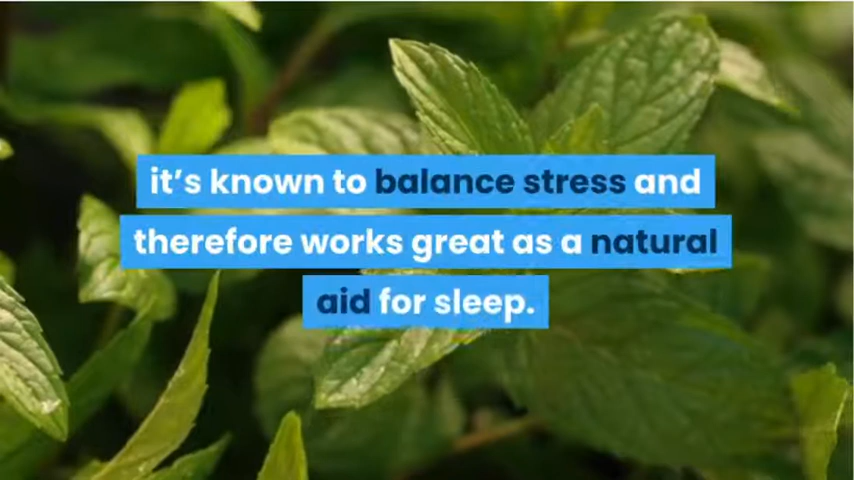 it’s known to balance stress and
therefore works great as a natural
aid for sleep.